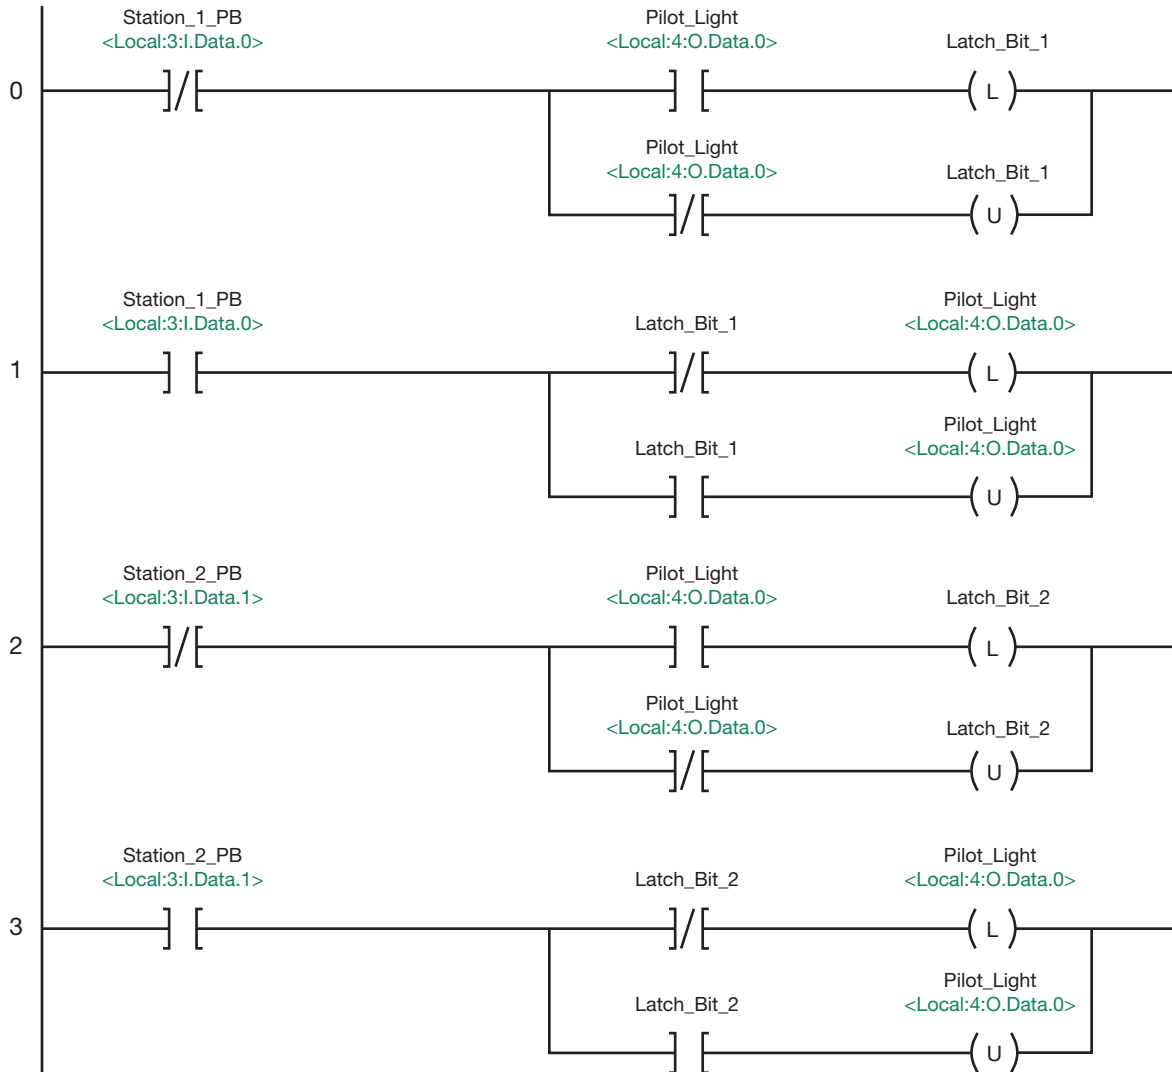 Station_1_PB
<Local:3:I.Data.0>
Pilot_Light
<Local:4:O.Data.0>
Latch_Bit_1
0
L
Pilot_Light
<Local:4:O.Data.0>
Latch_Bit_1
U
Station_1_PB
<Local:3:I.Data.0>
Latch_Bit_1
Pilot_Light
<Local:4:O.Data.0>
1
L
Latch_Bit_1
Pilot_Light
<Local:4:O.Data.0>
U
Station_2_PB
<Local:3:I.Data.1>
Pilot_Light
<Local:4:O.Data.0>
Latch_Bit_2
2
L
Pilot_Light
<Local:4:O.Data.0>
Latch_Bit_2
U
Station_2_PB
<Local:3:I.Data.1>
Latch_Bit_2
Pilot_Light
<Local:4:O.Data.0>
3
L
Latch_Bit_2
Pilot_Light
<Local:4:O.Data.0>
U